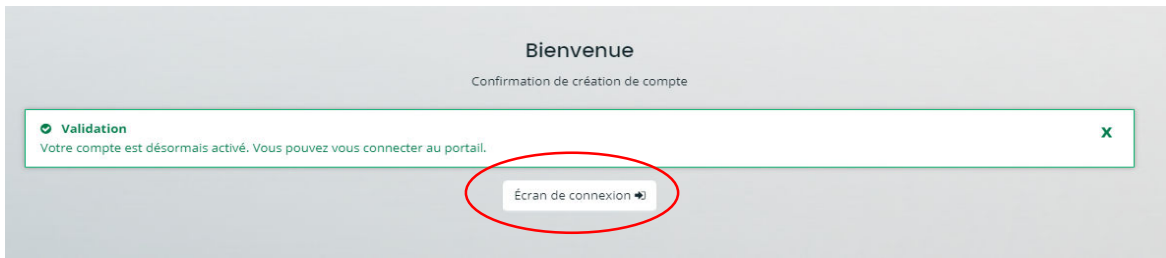 Bienvenue
Confirmation de création de compte
Validation
X
Votre compte est désormais activé. Vous pouvez vous connecter au portail.
Écran de connexion